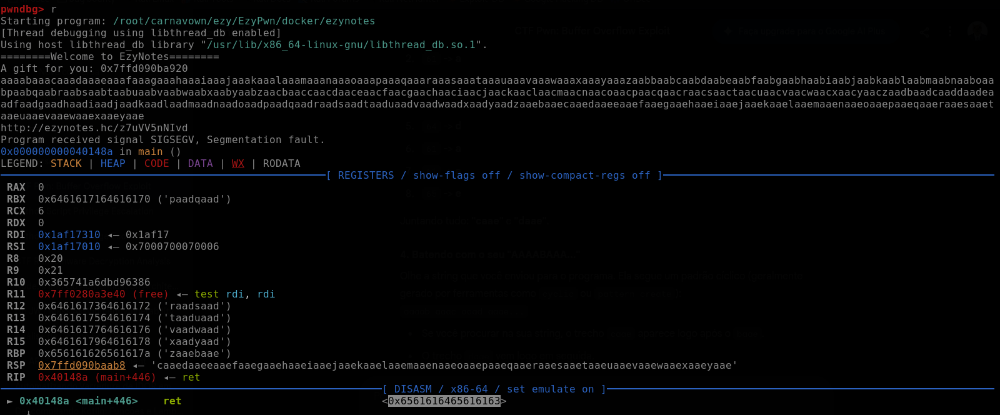 pwndbg> r
Starting program: /root/carnavown/ezy/EzyPwn/docker/ezynotes
[Thread debugging using libthread_db enabled]
Using host libthread_db library "/usr/lib/x86_64-linux-gnu/libthread_db.so.1".
========Welcome to EzyNotes========
A gift for you: 0x7ffd090ba920
aaaabaaacaaadaaaeaaafaaagaaahaaaiaaajaaakaaalaaamaaanaaaoaaapaaaqaaaraaasaaataaauaaavaaawaaaxaaayaaazaabbaabcaabdaabeaabfaabgaabhaabiaabjaabkaablaabmaabnaaboaa
bpaabqaabraabsaabtaabuaabvaabwaabxaabyaabzaacbaaccaacdaaceaacfaacgaachaaciaacjaackaaclaacmaacnaacoaacpaacqaacraacsaactaacuaacvaacwaacxaacyaaczaadbaadcaaddaadea
adfaadgaadhaadiaadjaadkaadlaadmaadnaadoaadpaadqaadraadsaadtaaduaadvaadwaadxaadyaadzaaebaaecaaedaaeeaaefaaegaaehaaeiaaejaaekaaelaaemaaenaaeoaaepaaeqaaeraaesaaet
aaeuaaevaaewaaexaaeyaae
http://ezynotes.hc/z7uVV5nNIvd
Program received signal SIGSEGV, Segmentation fault.
0x000000000040148a in main ()
LEGEND: STACK | HEAP | CODE | DATA | WX | RODATA
[ REGISTERS / show-flags off / show-compact-regs off ]
RAX 0
RBX 0x6461617164616170 ('paadqaad')
RCX 6
RDX 0
RDI 0x1af17310 ◂— 0x1af17
RSI 0x1af17010 ◂— 0x7000700070006
R8 0x20
R9 0x21
R10 0x365741a6dbd96386
R11 0x7ff0280a3e40 (free) ◂— test rdi, rdi
R12 0x6461617364616172 ('raadsaad')
R13 0x6461617564616174 ('taaduaad')
R14 0x6461617764616176 ('vaadwaad')
R15 0x6461617964616178 ('xaadyaad')
RBP 0x656161626561617a ('zaaebaae')
RSP 0x7ffd090baab8 ◂— 'caaedaaeeaaefaaegaaehaaeiaaejaaekaaelaaemaaenaaeoaaepaaeqaaeraaesaaetaaeuaaevaaewaaexaaeyaae'
RIP 0x40148a (main+446) ◂— ret
[ DISASM / x86-64 / set emulate on ]
► 0x40148a <main+446> ret <0x6561616465616163>